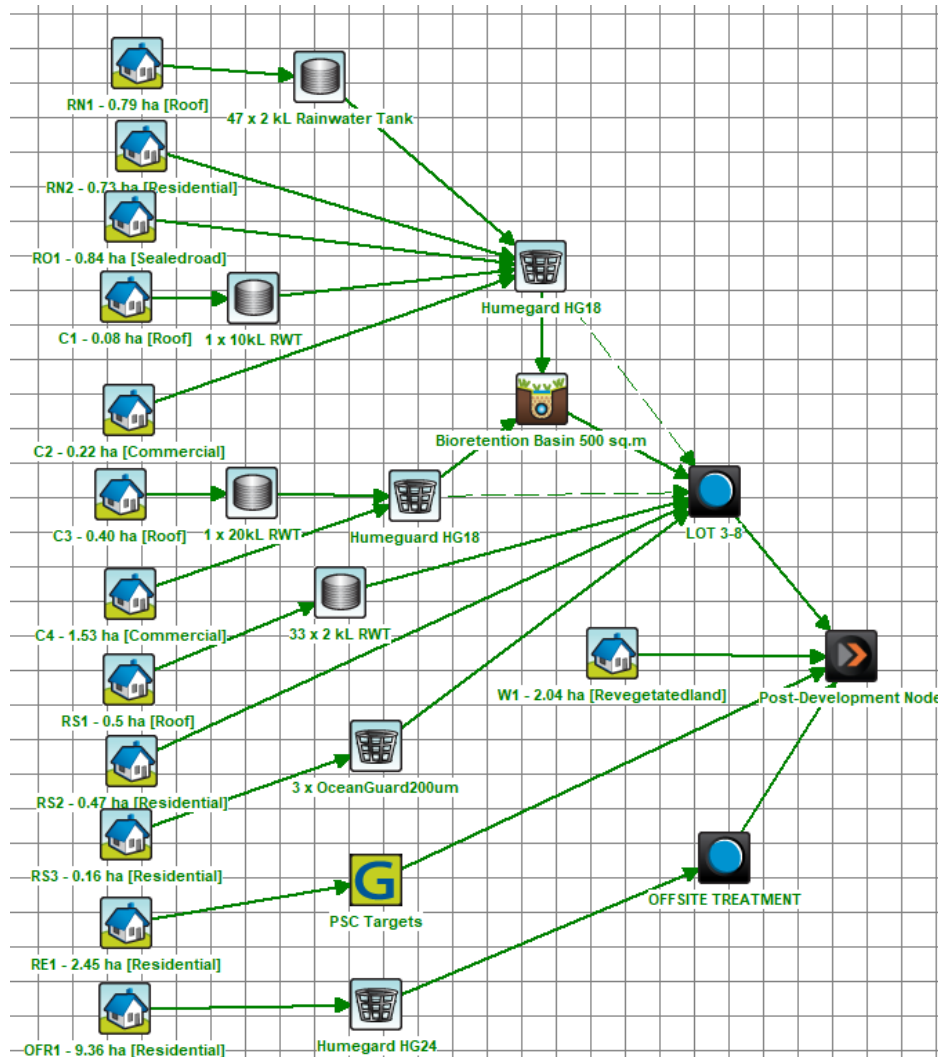 RN1 - 0.79 ha [Roof]
47 x 2 kL Rainwater Tank
RN2 - 0.73 ha [Residential]
RO1 - 0.84 ha [Sealedroad]
Humegard HG18
C1 - 0.08 ha [Roof]
1 x 10kL RWT
Bioretention Basin 500 sq.m
C2 - 0.22 ha [Commercial]
C3 - 0.40 ha [Roof]
1 x 20kL RWT
Humeguard HG18
LOT 3-8
C4 - 1.53 ha [Commercial]
33 x 2 kL RWT
W1 - 2.04 ha [Revegetatedland]
Post-Development Node
RS1 - 0.5 ha [Roof]
RS2 - 0.47 ha [Residential]
3 x OceanGuard200um
RS3 - 0.16 ha [Residential]
G
PSC Targets
OFFSITE TREATMENT
RE1 - 2.45 ha [Residential]
OFR1 - 9.36 ha [Residential]
Humegard HG24